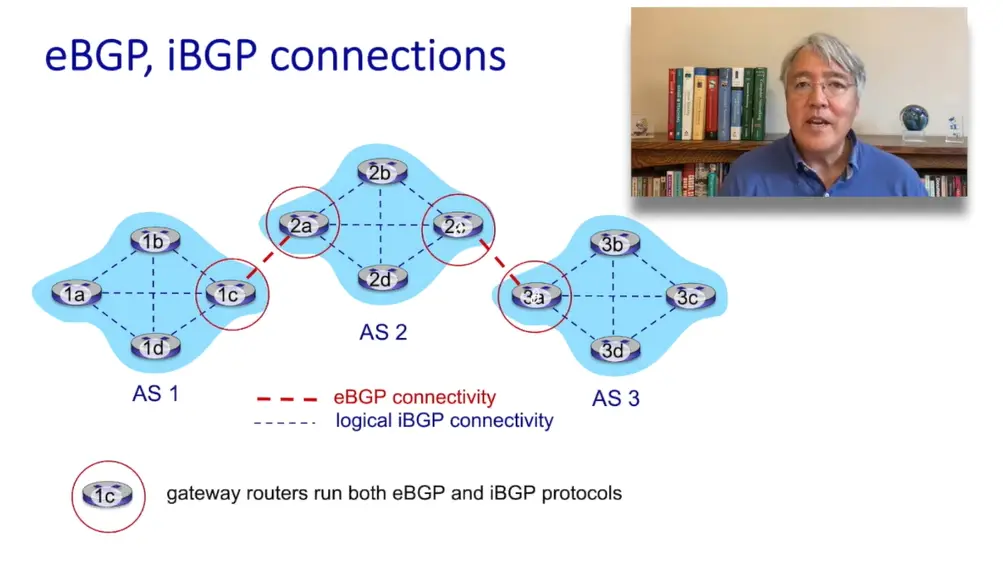 eBGP, iBGP connections
2b
2a
2c
2d
AS 2
1b
1a
1c
1d
AS 1
3b
3a
3c
3d
AS 3
eBGP connectivity
logical iBGP connectivity
1c
gateway routers run both eBGP and iBGP protocols